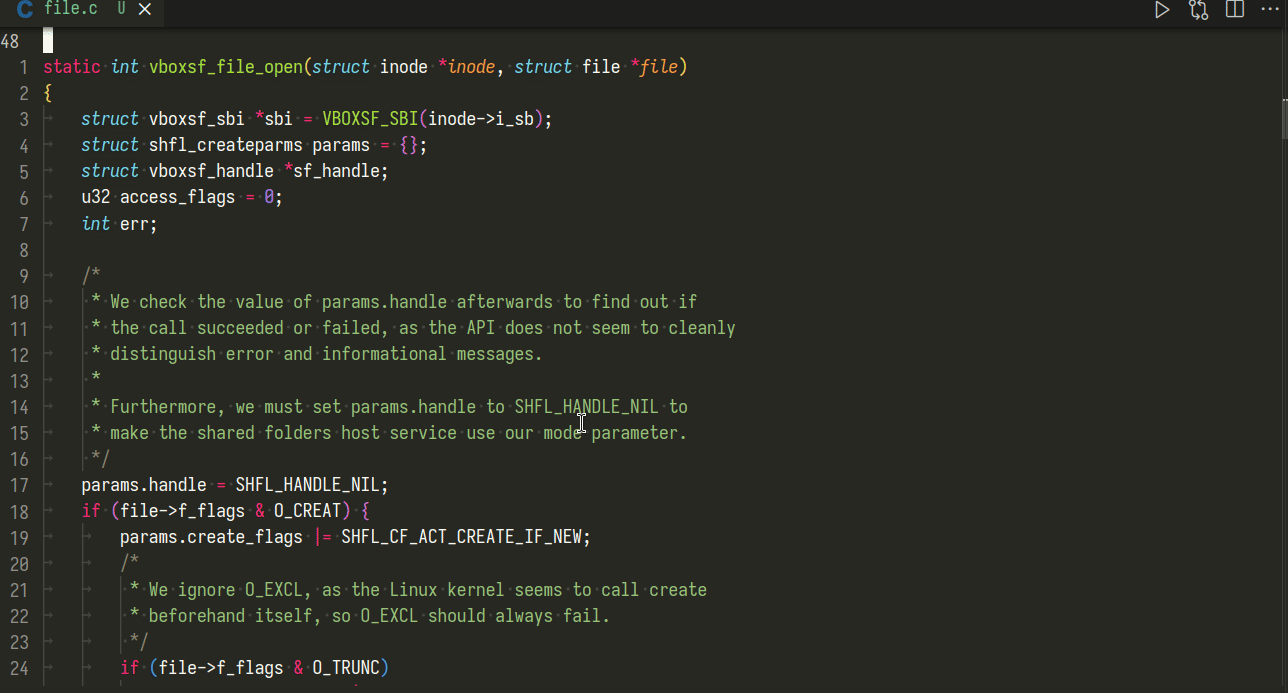 C file.c U
48
1 static int vboxsf_file_open(struct inode *inode, struct file *file)
2 {
3 struct vboxsf_sbi *sbi = VBOXSF_SBI(inode->i_sb);
4 struct shfl_createparms params = {};
5 struct vboxsf_handle *sf_handle;
6 u32 access_flags = 0;
7 int err;
8
9 /*
10 * We check the value of params.handle afterwards to find out if
11 * the call succeeded or failed, as the API does not seem to cleanly
12 * distinguish error and informational messages.
13 *
14 * Furthermore, we must set params.handle to SHFL_HANDLE_NIL to
15 * make the shared folders host service use our mode parameter.
16 */
17 params.handle = SHFL_HANDLE_NIL;
18 if (file->f_flags & O_CREAT) {
19 params.create_flags |= SHFL_CF_ACT_CREATE_IF_NEW;
20 /*
21 * We ignore O_EXCL, as the Linux kernel seems to call create
22 * beforehand itself, so O_EXCL should always fail.
23 */
24 if (file->f_flags & O_TRUNC)